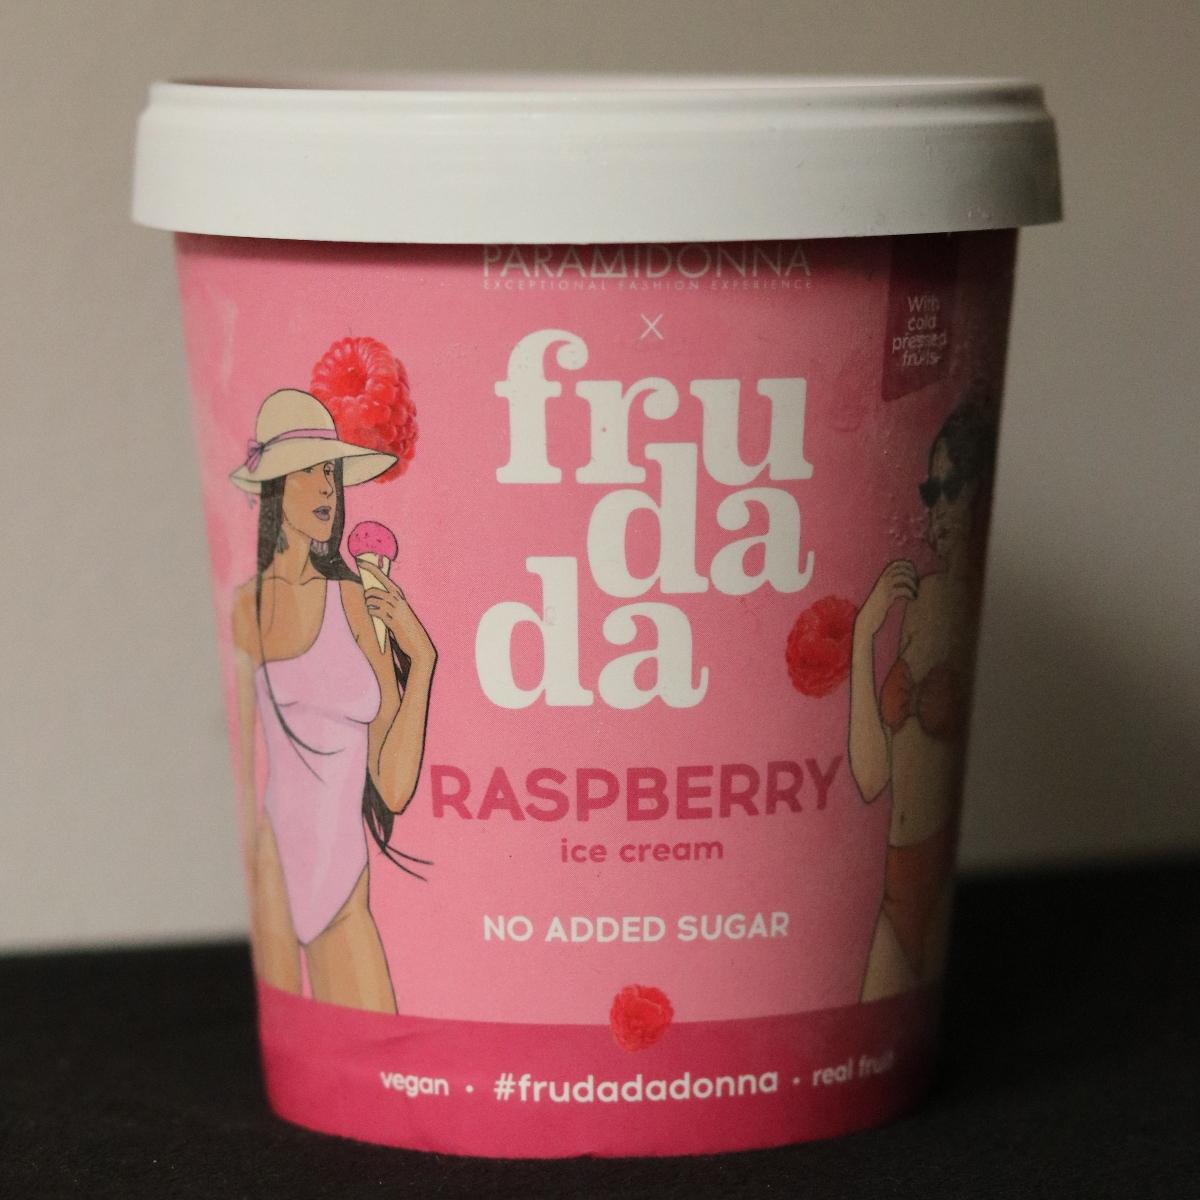 PARAMIDONNA
EXCEPTIONAL FASHION EXPERIENCE
X
With
cold
pressed
fruits
fru
da
da
RASPBERRY
ice cream
NO ADDED SUGAR
vegan • #frudadadonna • real fruit